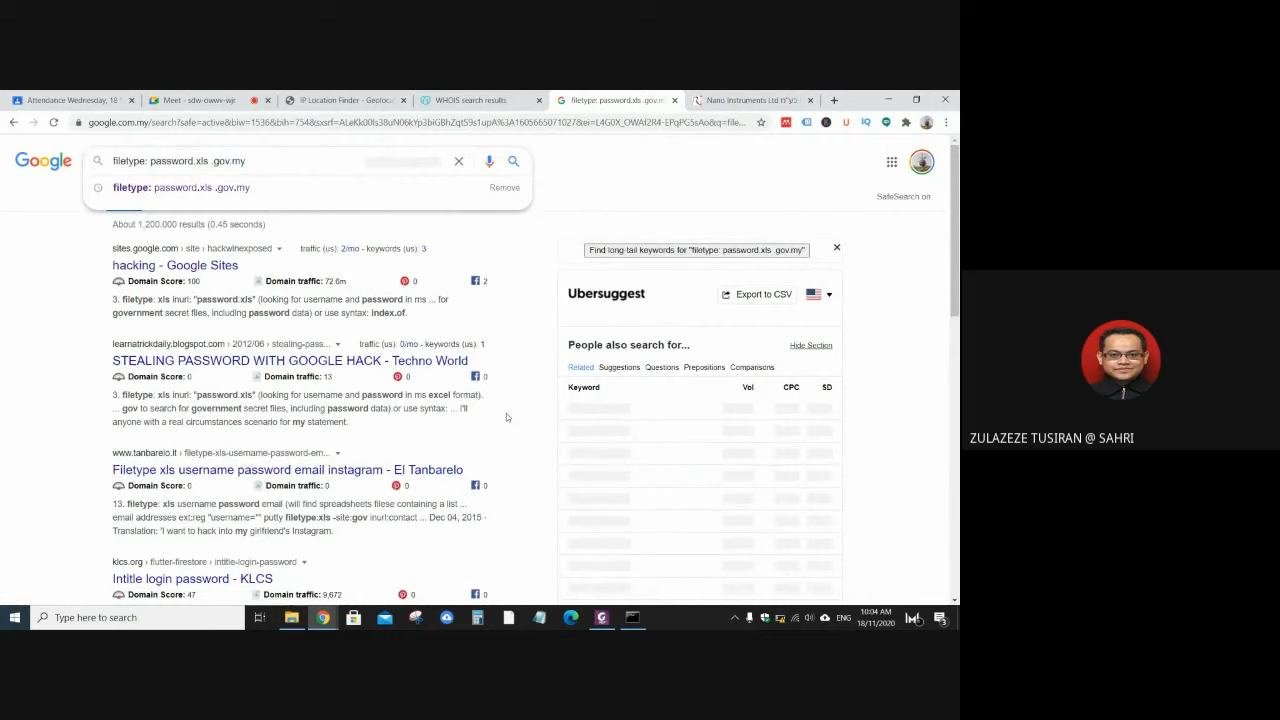 Attendance Wednesday, 18
Meet - sdw-owwv-wjr
IP Location Finder - Geoloca
WHOIS search results
filetype: password.xls .gov.m
Nano Instruments Ltd
google.com.my/search?safe=active&biw=1536&bih=754&sxsrf=ALeKk00Is38uN06kYp3biGBhZqtS9s1upA%3A1605665071027&ei=L4G0X_OWAf2R4-EPqPG5sAo&q=file...
Google
filetype: password.xls .gov.my
filetype: password.xls .gov.my
Remove
SafeSearch on
About 1,200,000 results (0.45 seconds)
sites.google.com › site › hackwinexposed
traffic (us): 2/mo - keywords (us): 3
hacking - Google Sites
Domain Score: 100 Domain traffic: 72.6m 0 2
3. filetype: xls inurl: "password.xls" (looking for username and password in ms ... for
government secret files, including password data) or use syntax: index.of.
learnatrickdaily.blogspot.com › 2012/06 › stealing-pass...
traffic (us): 0/mo - keywords (us): 1
STEALING PASSWORD WITH GOOGLE HACK - Techno World
Domain Score: 0 Domain traffic: 13 0 0
3. filetype: xls inurl: "password.xls" (looking for username and password in ms excel format).
... gov to search for government secret files, including password data) or use syntax: ... I'll
anyone with a real circumstances scenario for my statement.
www.tanbarelo.it › filetype-xls-username-password-em...
Filetype xls username password email instagram - El Tanbarelo
Domain Score: 0 Domain traffic: 0 0 0
13. filetype: xls username password email (will find spreadsheets filese containing a list ...
email addresses ext:reg "username=*" putty filetype:xls -site:gov inurl:contact ... Dec 04, 2015 ·
Translation: 'I want to hack into my girlfriend's Instagram.
klcs.org › flutter-firestore › intitle-login-password
Intitle login password - KLCS
Domain Score: 47 Domain traffic: 9,672 0 0
Find long-tail keywords for "filetype: password.xls .gov.my"
Ubersuggest
Export to CSV
People also search for...
Hide Section
Related Suggestions Questions Prepositions Comparisons
Keyword Vol CPC SD
ZULAZEZE TUSIRAN @ SAHRI
Type here to search
ENG
10:04 AM
18/11/2020
3